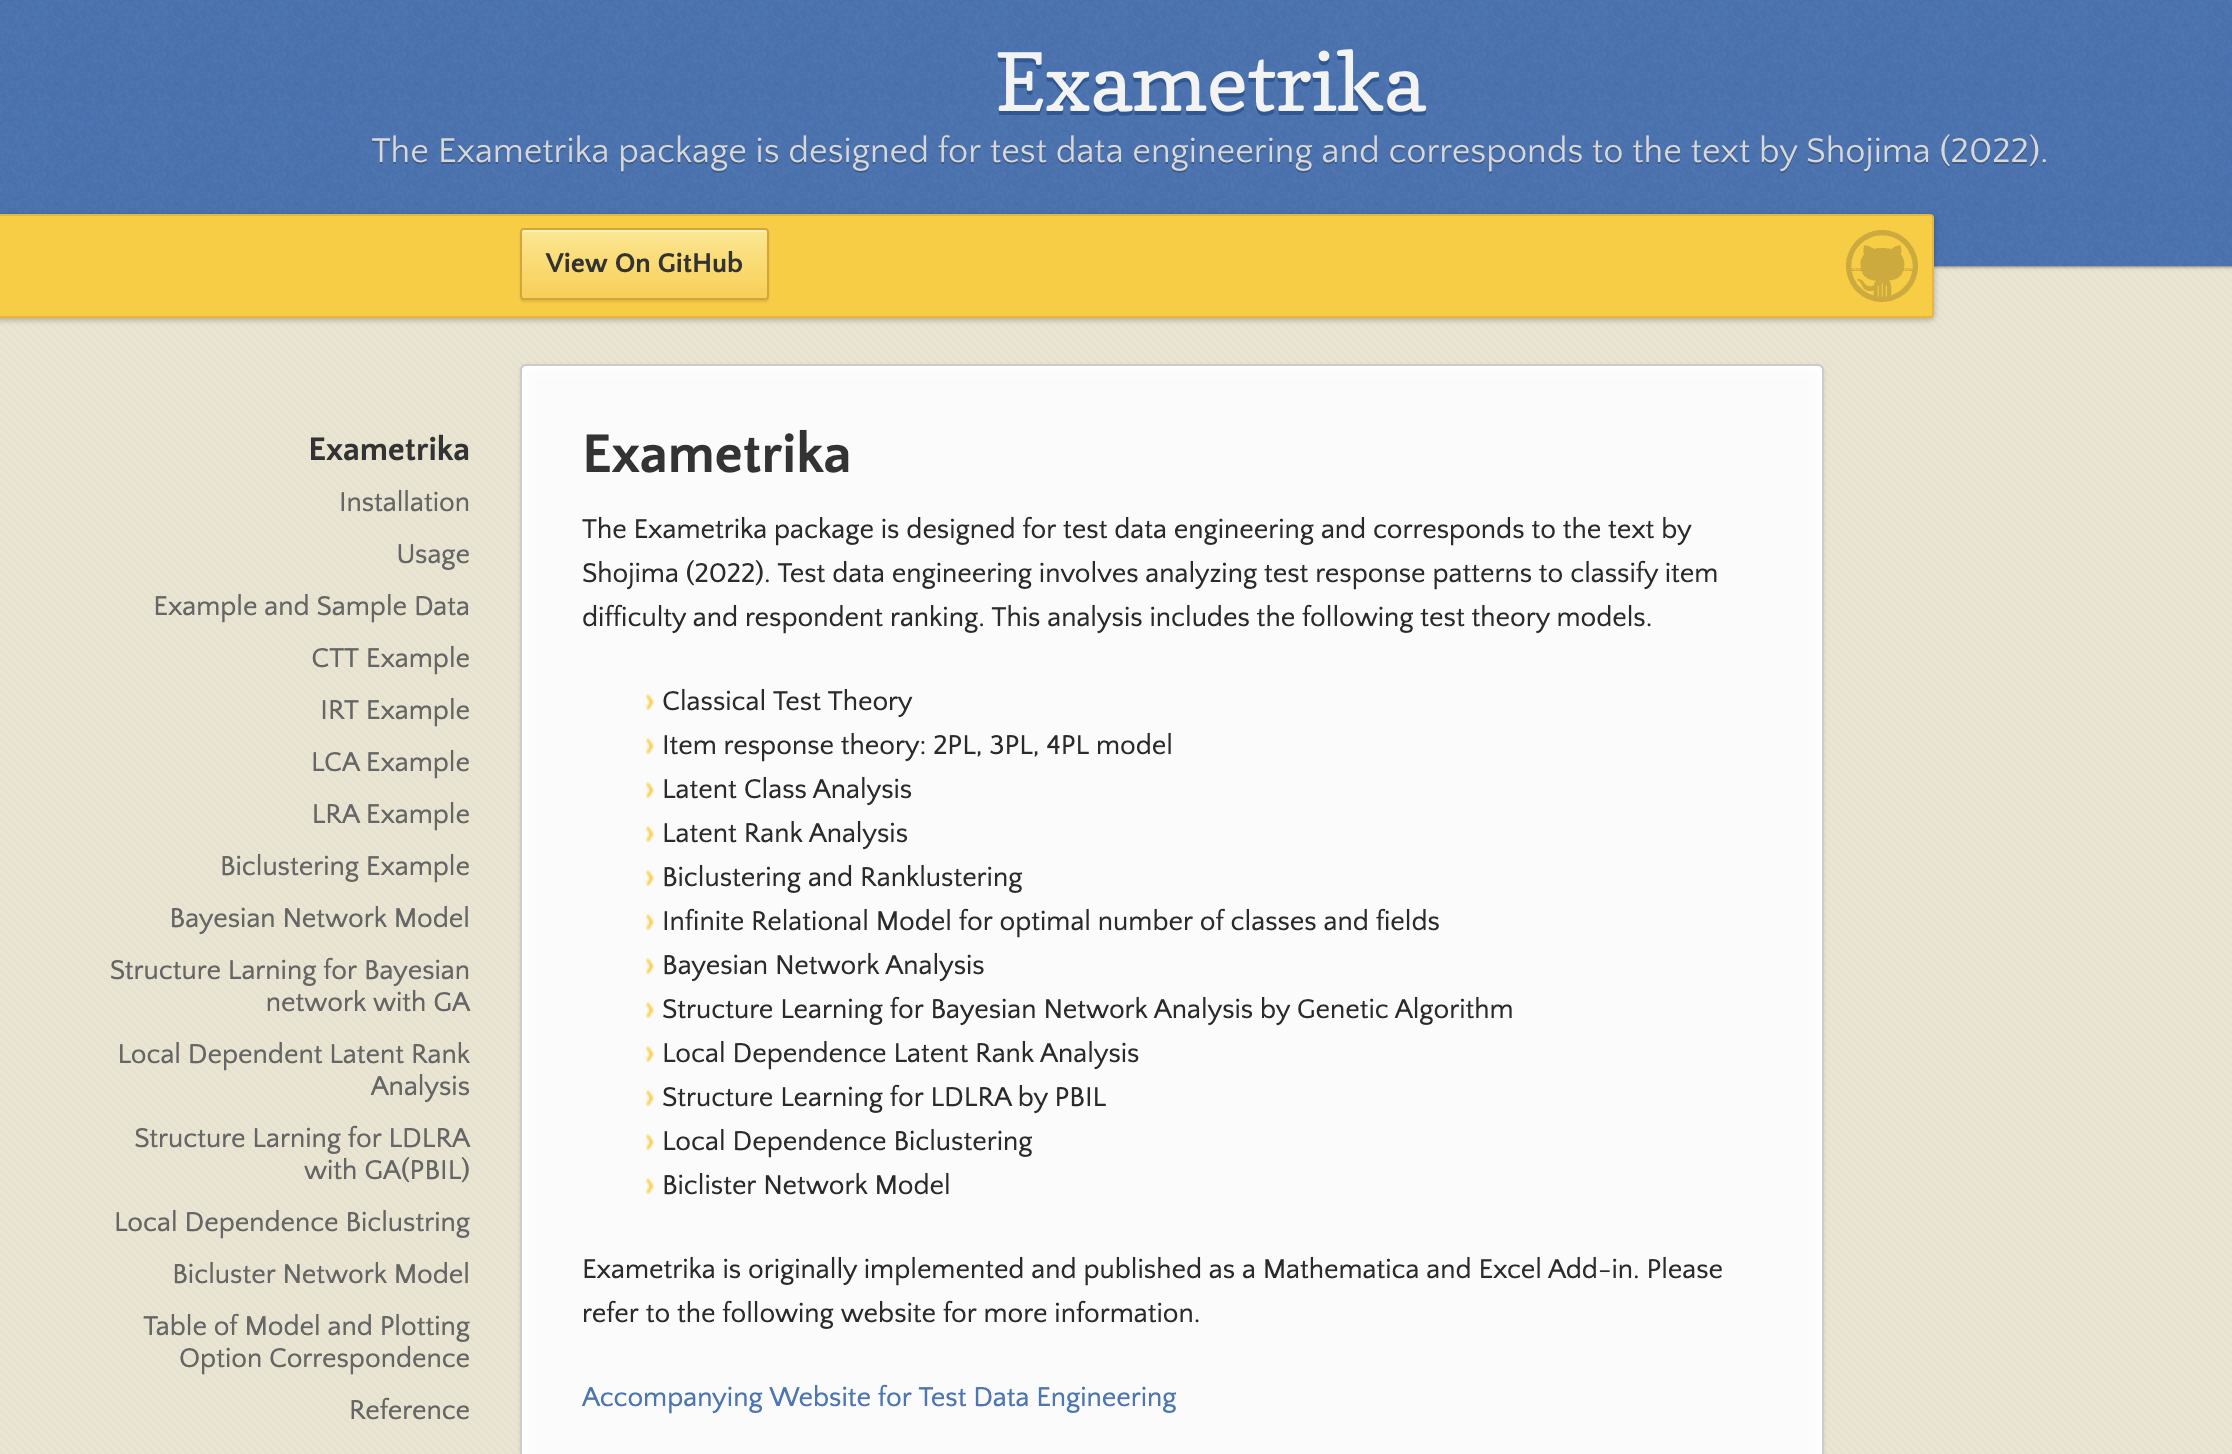 Exametrika
The Exametrika package is designed for test data engineering and corresponds to the text by Shojima (2022).
View On GitHub
Exametrika
Installation
Usage
Example and Sample Data
CTT Example
IRT Example
LCA Example
LRA Example
Biclustering Example
Bayesian Network Model
Structure Larning for Bayesian
network with GA
Local Dependent Latent Rank
Analysis
Structure Larning for LDLRA
with GA(PBIL)
Local Dependence Biclustring
Bicluster Network Model
Table of Model and Plotting
Option Correspondence
Reference
Exametrika
The Exametrika package is designed for test data engineering and corresponds to the text by
Shojima (2022). Test data engineering involves analyzing test response patterns to classify item
difficulty and respondent ranking. This analysis includes the following test theory models.
› Classical Test Theory
› Item response theory: 2PL, 3PL, 4PL model
› Latent Class Analysis
› Latent Rank Analysis
› Biclustering and Ranklustering
› Infinite Relational Model for optimal number of classes and fields
› Bayesian Network Analysis
› Structure Learning for Bayesian Network Analysis by Genetic Algorithm
› Local Dependence Latent Rank Analysis
› Structure Learning for LDLRA by PBIL
› Local Dependence Biclustering
› Biclister Network Model
Exametrika is originally implemented and published as a Mathematica and Excel Add-in. Please
refer to the following website for more information.
Accompanying Website for Test Data Engineering